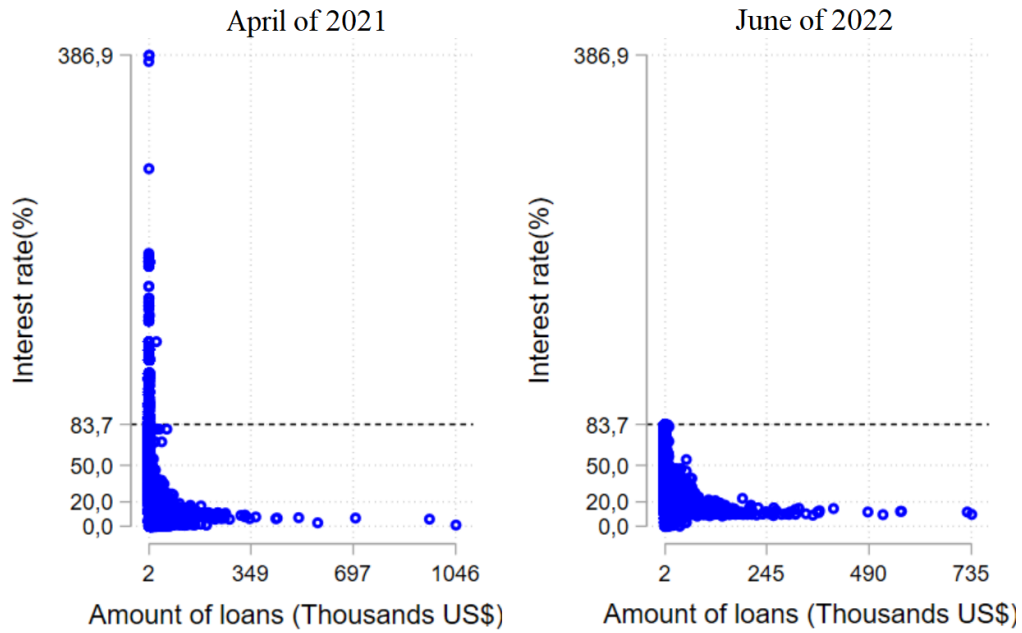 April of 2021
386,9
83,7
50,0
20,0
0,0
Interest rate(%)
2 349 697 1046
Amount of loans (Thousands US$)
June of 2022
386,9
83,7
50,0
20,0
0,0
Interest rate(%)
2 245 490 735
Amount of loans (Thousands US$)